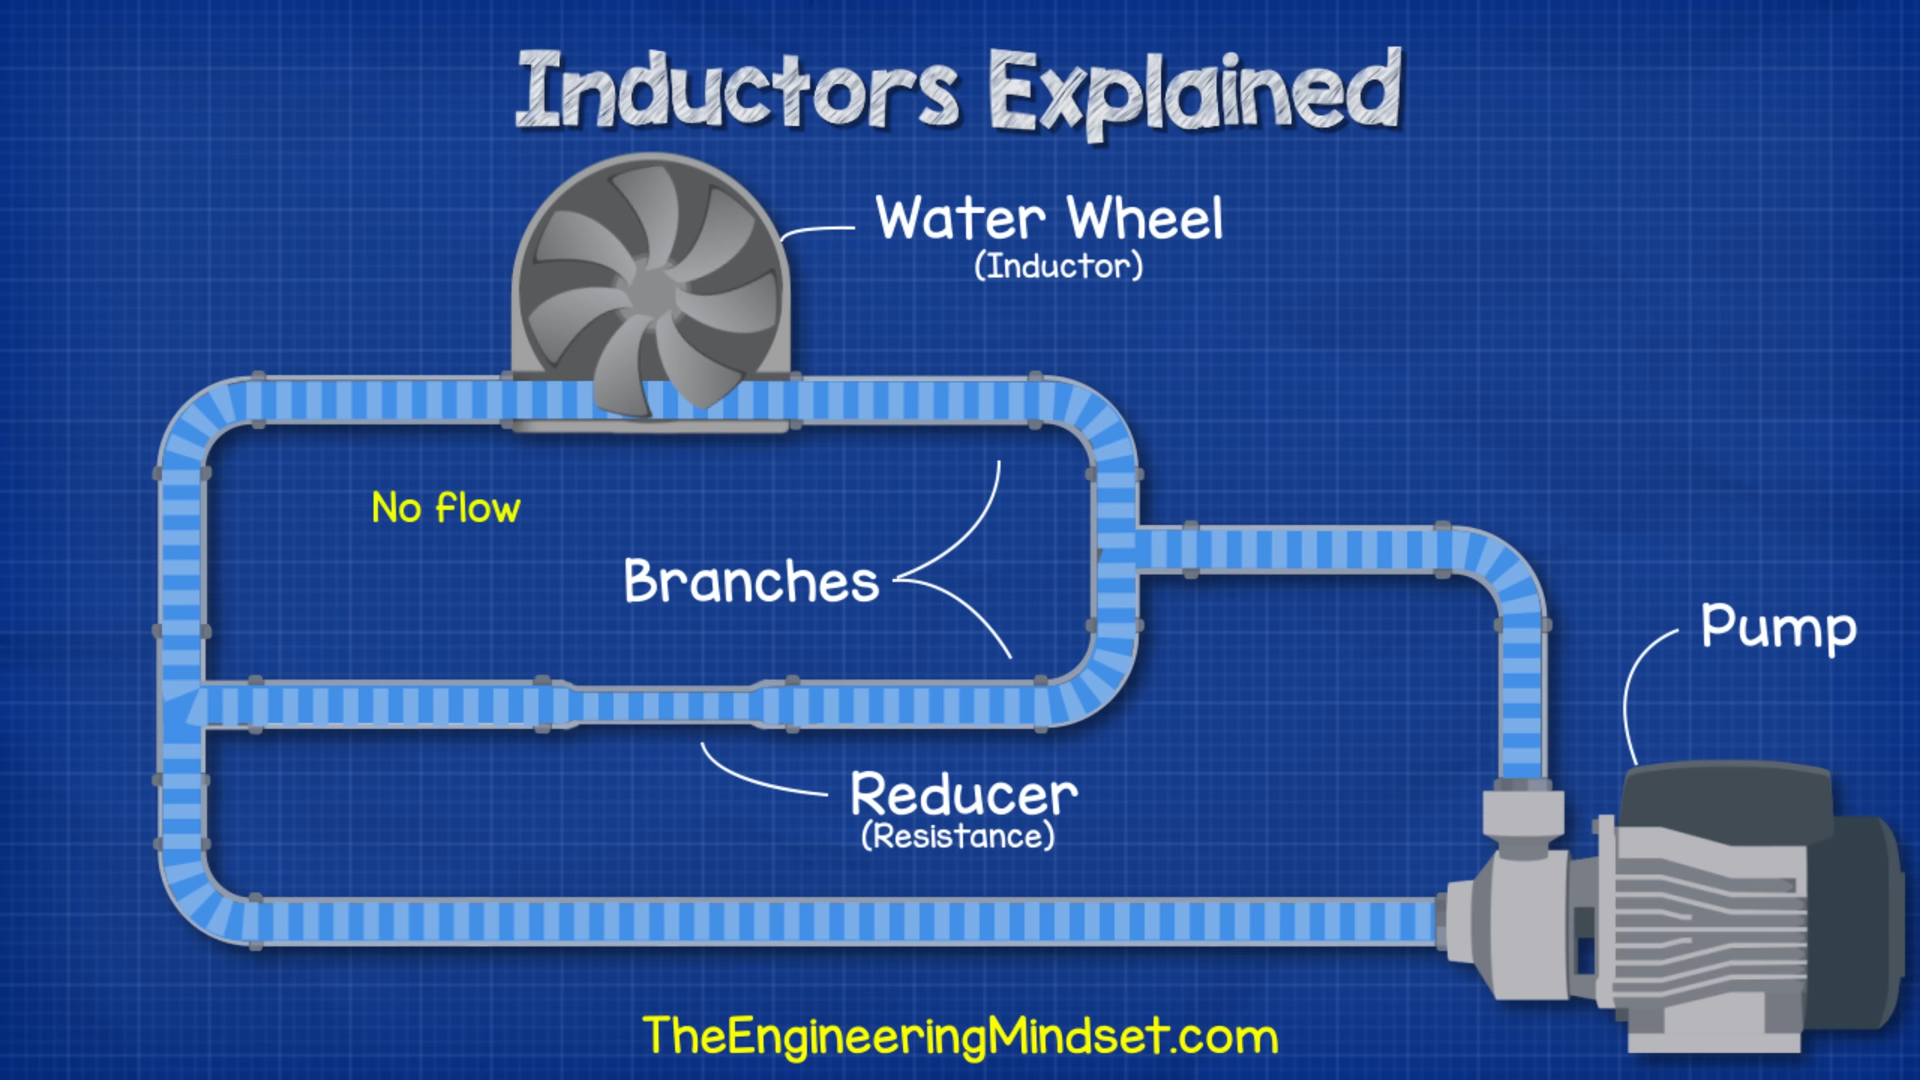 Inductors Explained
Water Wheel
(Inductor)
No flow
Branches
Pump
Reducer
(Resistance)
TheEngineeringMindset.com